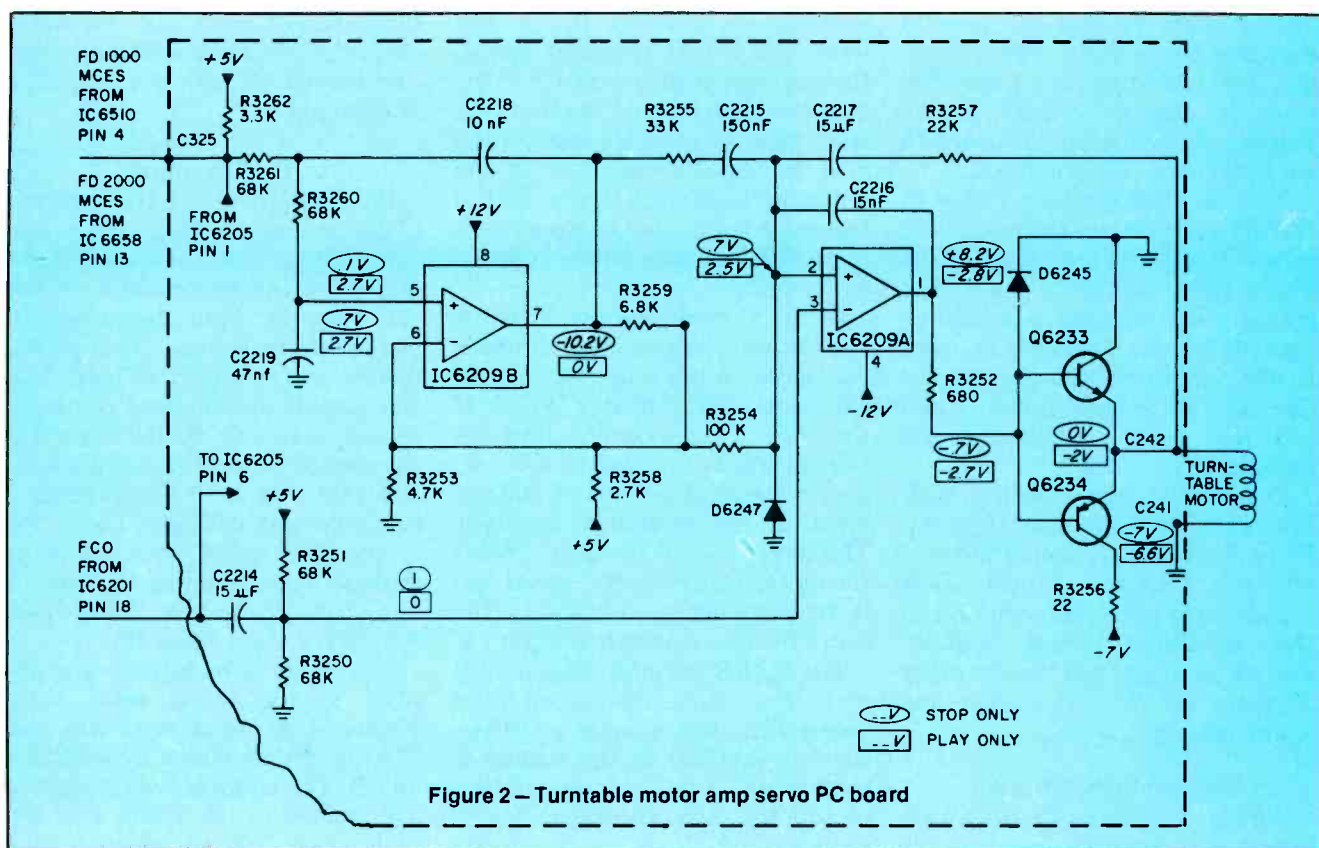 FD 1000
MCES
FROM
IC6510
PIN 4
+5V
R3262
3.3K
C325
R3261
68K
FROM
IC6205
PIN 1
FD 2000
MCES
FROM
IC 6658
PIN 13
R3260
68K
C2218
10 nF
+12V
8
1V
2.7V
5
+
.7V
2.7V
6
-
7
IC6209B
C2219
47nf
-10.2V
0V
R3259
6.8K
R3255
33K
C2215
150nF
C2217
15µF
R3257
22K
C2216
15nF
.7V
2.5V
2
+
3
-
1
IC6209A
4
-12V
+8.2V
-2.8V
R3252
680
-.7V
-2.7V
D6245
Q6233
0V
-2V
C242
Q6234
C241
-7V
-6.6V
TURN-
TABLE
MOTOR
R3256
22
-7V
R3254
100 K
R3253
4.7K
R3258
2.7K
+5V
D6247
TO IC6205
PIN 6
+5V
R3251
68K
FCO
FROM
IC6201
PIN 18
C2214
15µF
1
0
R3250
68K
--V STOP ONLY
--V PLAY ONLY
Figure 2 — Turntable motor amp servo PC board